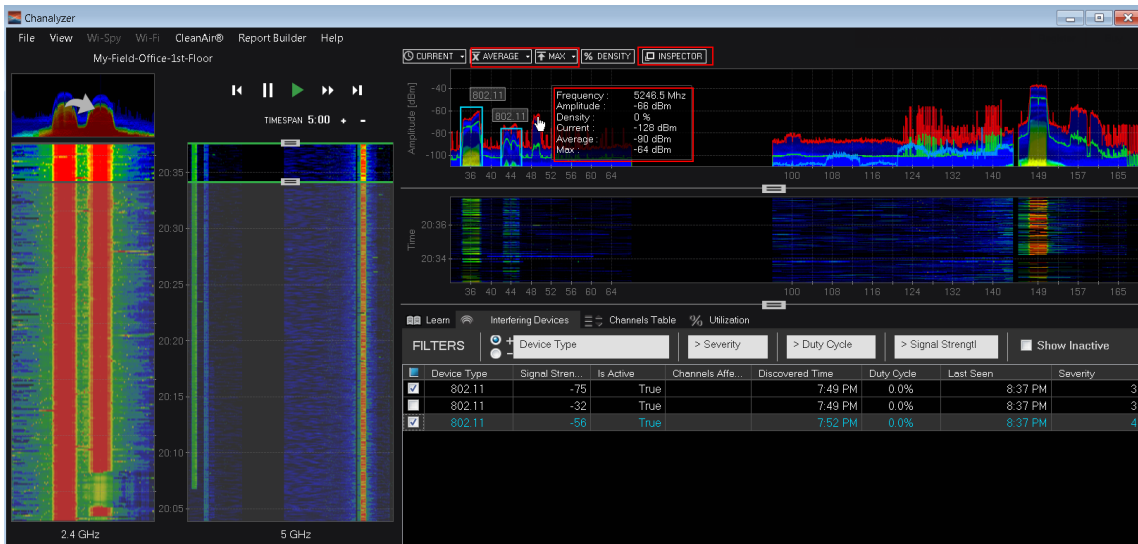 Chanalyzer
File View Wi-Spy Wi-Fi CleanAir® Report Builder Help
My-Field-Office-1st-Floor
TIMESPAN 5:00 + -
20:35
20:30
20:25
20:20
20:15
20:10
20:05
2.4 GHz 5 GHz
CURRENT AVERAGE MAX % DENSITY INSPECTOR
Amplitude [dBm]
-40
-60
-80
-100
802.11
802.11
Frequency : 5246.5 Mhz
Amplitude : -66 dBm
Density : 0 %
Current : -128 dBm
Average : -90 dBm
Max : -64 dBm
36 40 44 48 52 56 60 64 100 108 116 124 132 140 149 157 165
Time
20:36
20:34
36 40 44 48 52 56 60 64 100 108 116 124 132 140 149 157 165
Learn Interfering Devices Channels Table % Utilization
FILTERS + - Device Type > Severity > Duty Cycle > Signal Strengtl Show Inactive
Device Type Signal Stren... Is Active Channels Affe... Discovered Time Duty Cycle Last Seen Severity
802.11 -75 True 7:49 PM 0.0% 8:37 PM 3
802.11 -32 True 7:49 PM 0.0% 8:37 PM 3
802.11 -56 True 7:52 PM 0.0% 8:37 PM 4